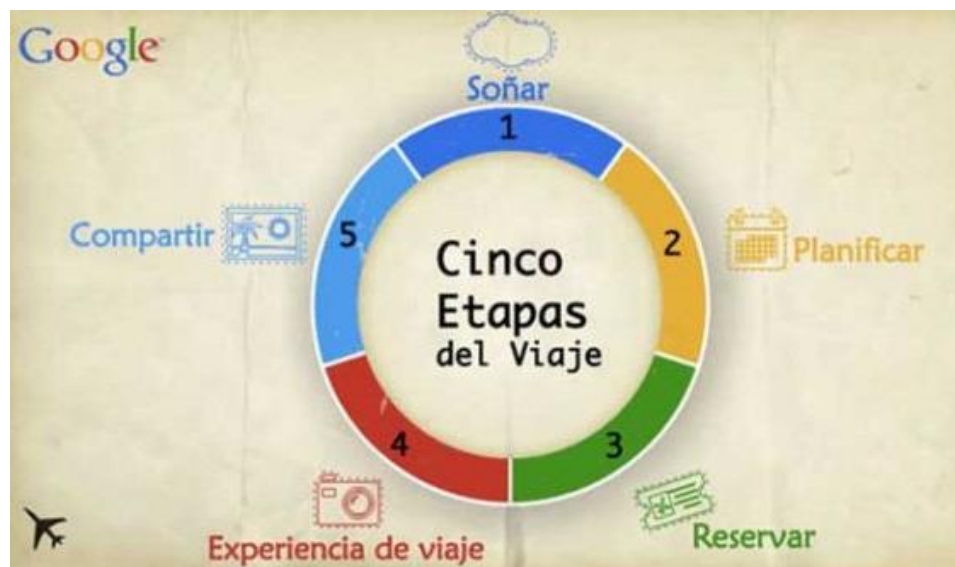 Google
Soñar
1
2
Planificar
3
Reservar
4
Experiencia de viaje
5
Compartir
Cinco
Etapas
del Viaje